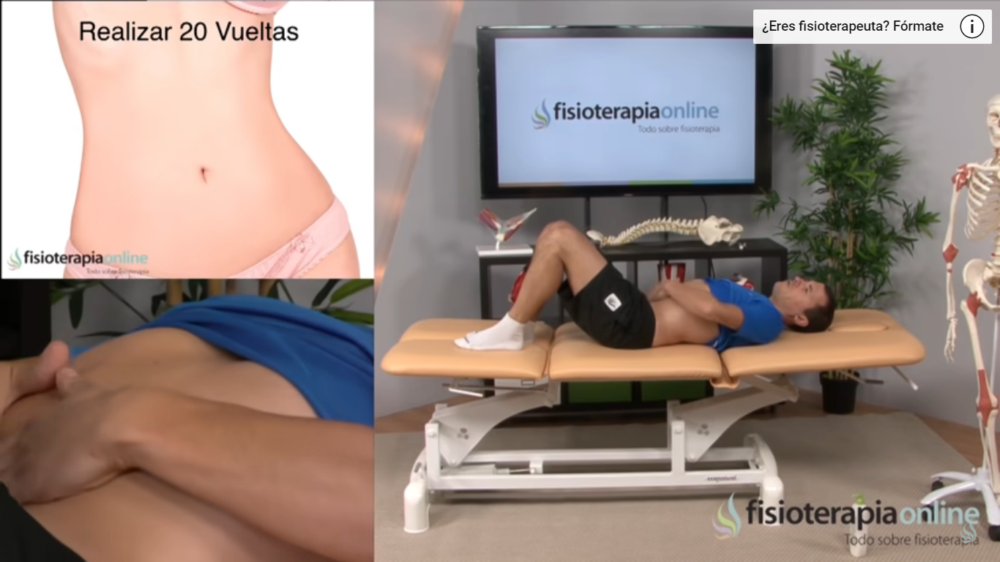 Realizar 20 Vueltas
¿Eres fisioterapeuta? Fórmate
fisioterapiaonline
Todo sobre fisioterapia
fisioterapiaonline
Todo sobre fisioterapia
fisioterapiaonline
Todo sobre fisioterapia